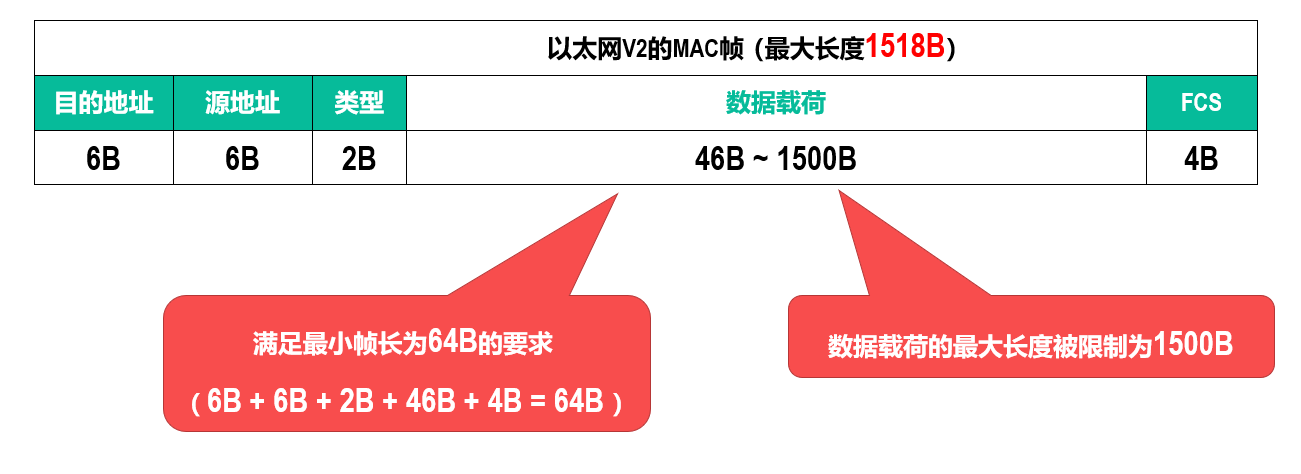 以太网V2的MAC帧（最大长度1518B）
目的地址 源地址 类型 数据载荷 FCS
6B 6B 2B 46B ~ 1500B 4B
满足最小帧长为64B的要求
（6B + 6B + 2B + 46B + 4B = 64B）
数据载荷的最大长度被限制为1500B